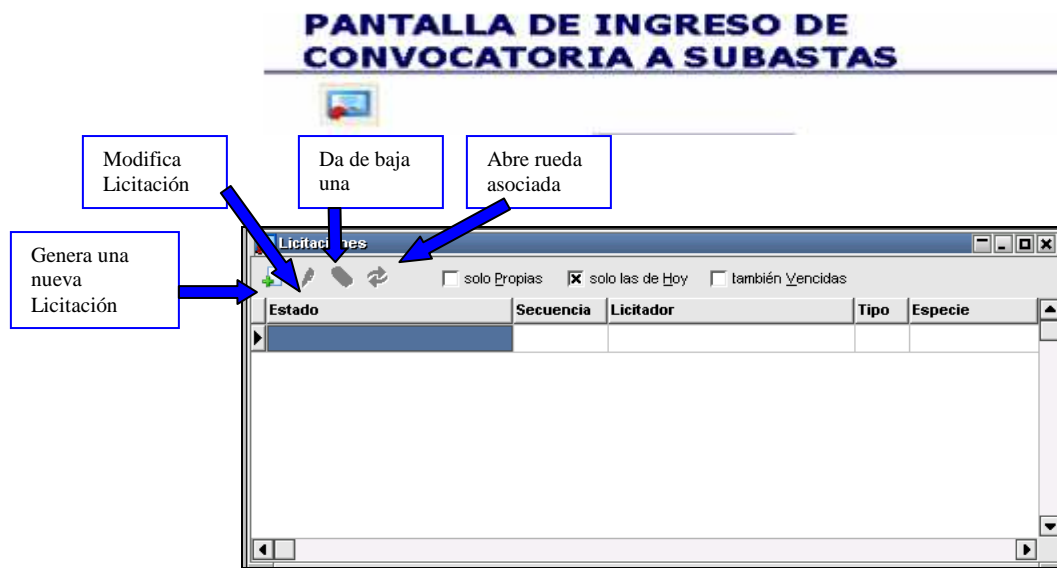 PANTALLA DE INGRESO DE
CONVOCATORIA A SUBASTAS
Modifica
Licitación
Da de baja
una
Abre rueda
asociada
Genera una
nueva
Licitación
solo Propias
solo las de Hoy
también Vencidas
Estado
Secuencia
Licitador
Tipo
Especie